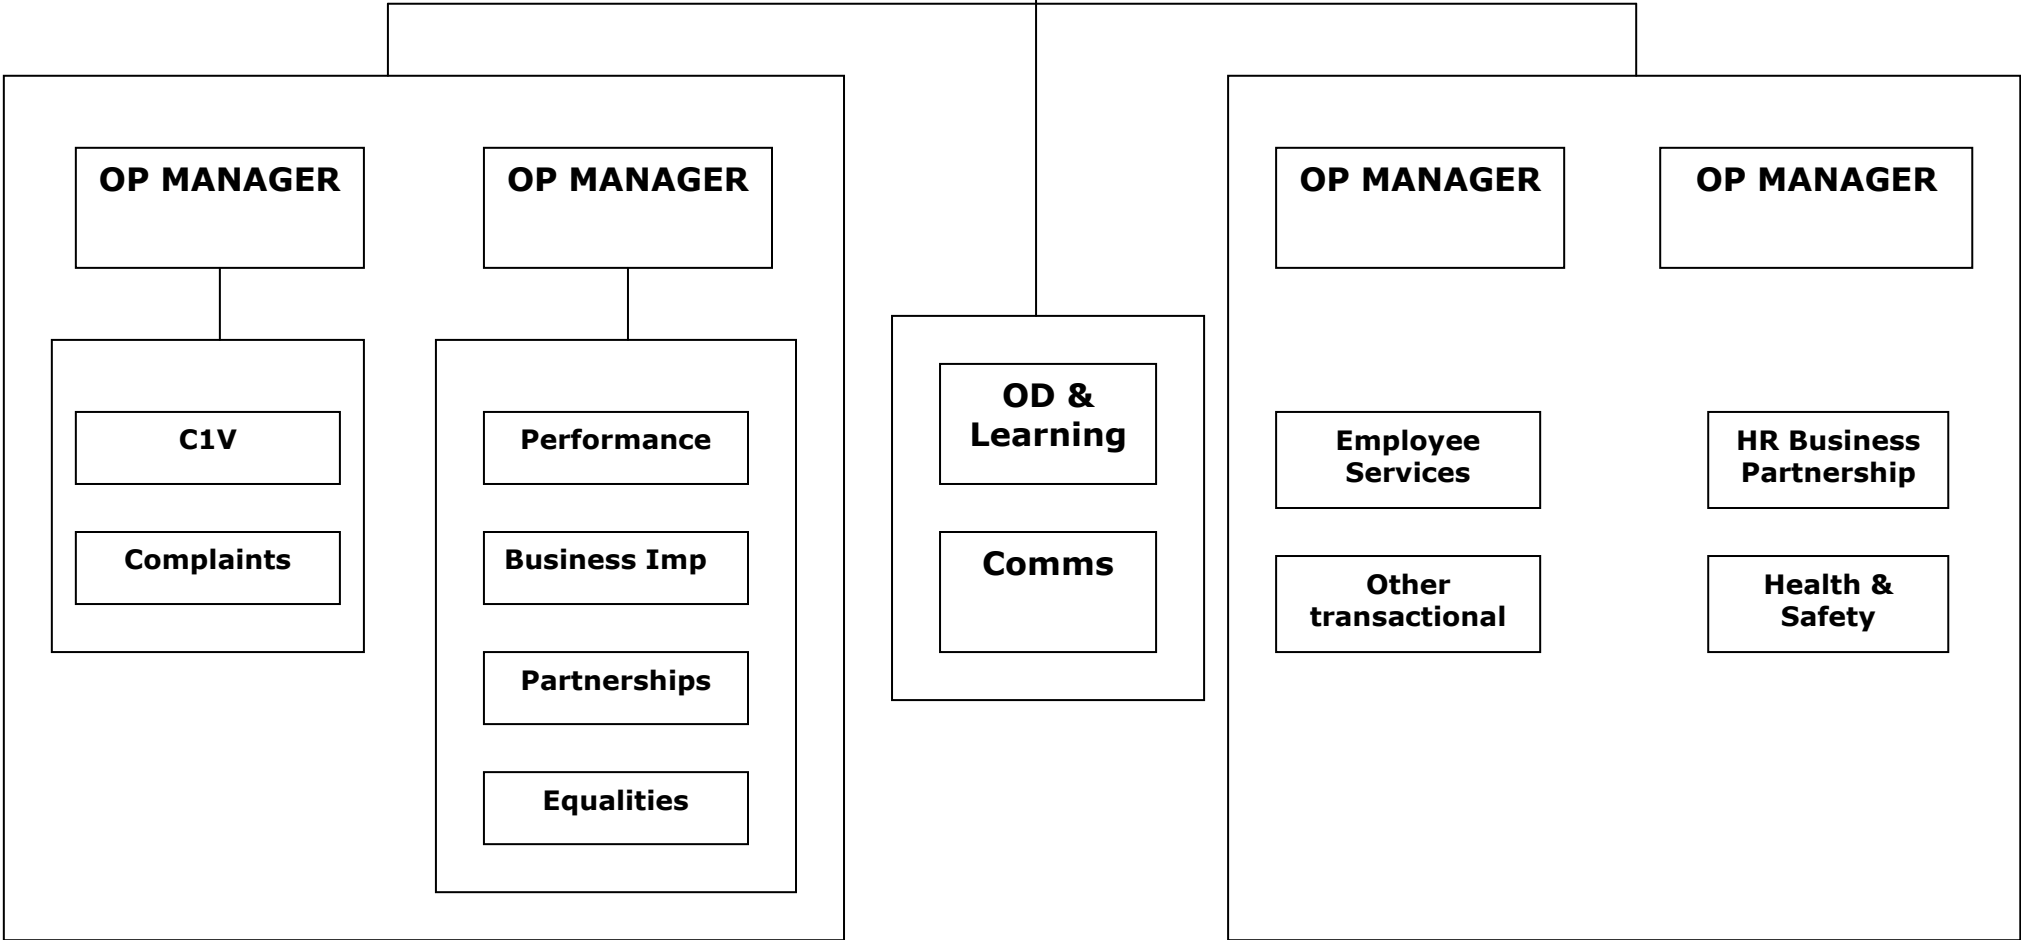 OP MANAGER
OP MANAGER
OP MANAGER
OP MANAGER
C1V
Complaints
Performance
Business Imp
Partnerships
Equalities
OD &
Learning
Comms
Employee
Services
Other
transactional
HR Business
Partnership
Health &
Safety